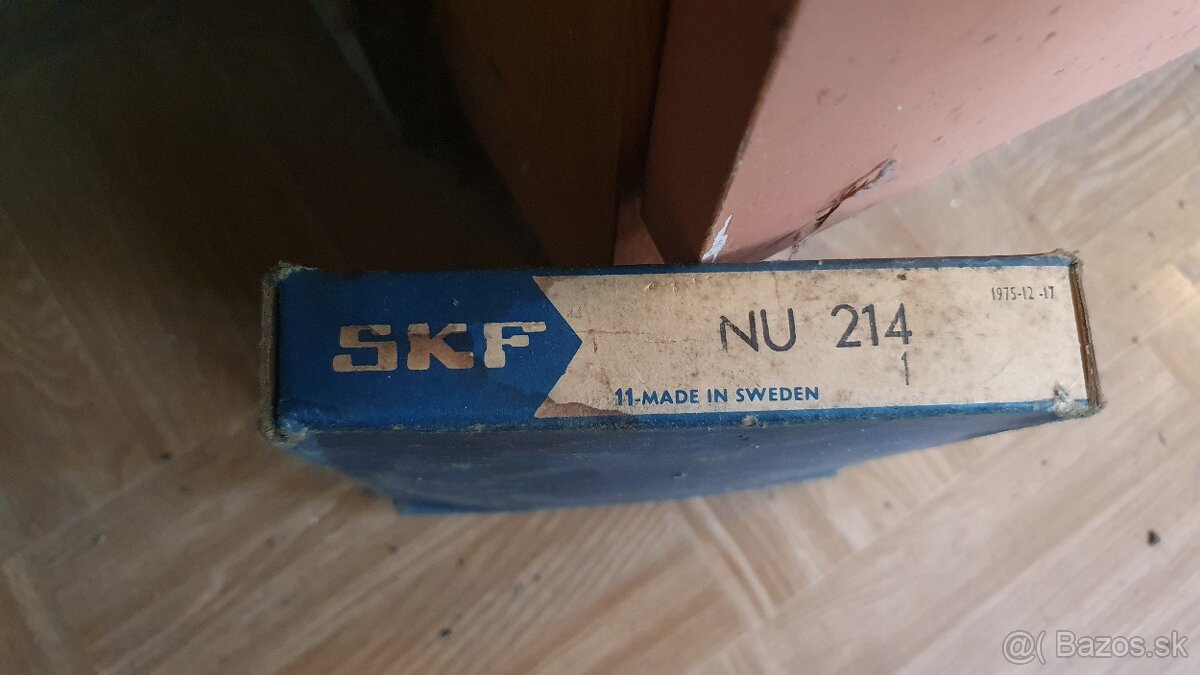 SKF
NU 214
1
1975-12-17
11-MADE IN SWEDEN
@( Bazos.sk